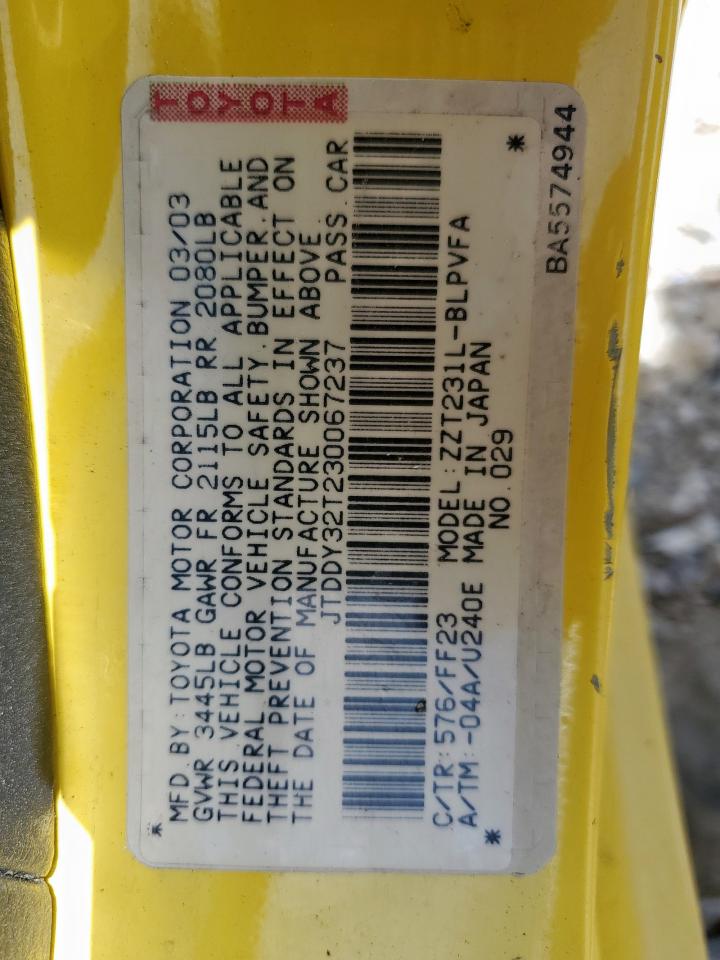 TOYOTA
MFD. BY: TOYOTA MOTOR CORPORATION 03/03
GVWR 3445LB GAWR FR 2115LB RR 2080LB
THIS VEHICLE CONFORMS TO ALL APPLICABLE
FEDERAL MOTOR VEHICLE SAFETY, BUMPER, AND
THEFT PREVENTION STANDARDS IN EFFECT ON
THE DATE OF MANUFACTURE SHOWN ABOVE.
JTDDY32T230067237 PASS. CAR
C/TR: 576/FF23 MODEL: ZZT231L-BLPVFA
A/TM: -04A/U240E MADE IN JAPAN
NO 029
BA5574944